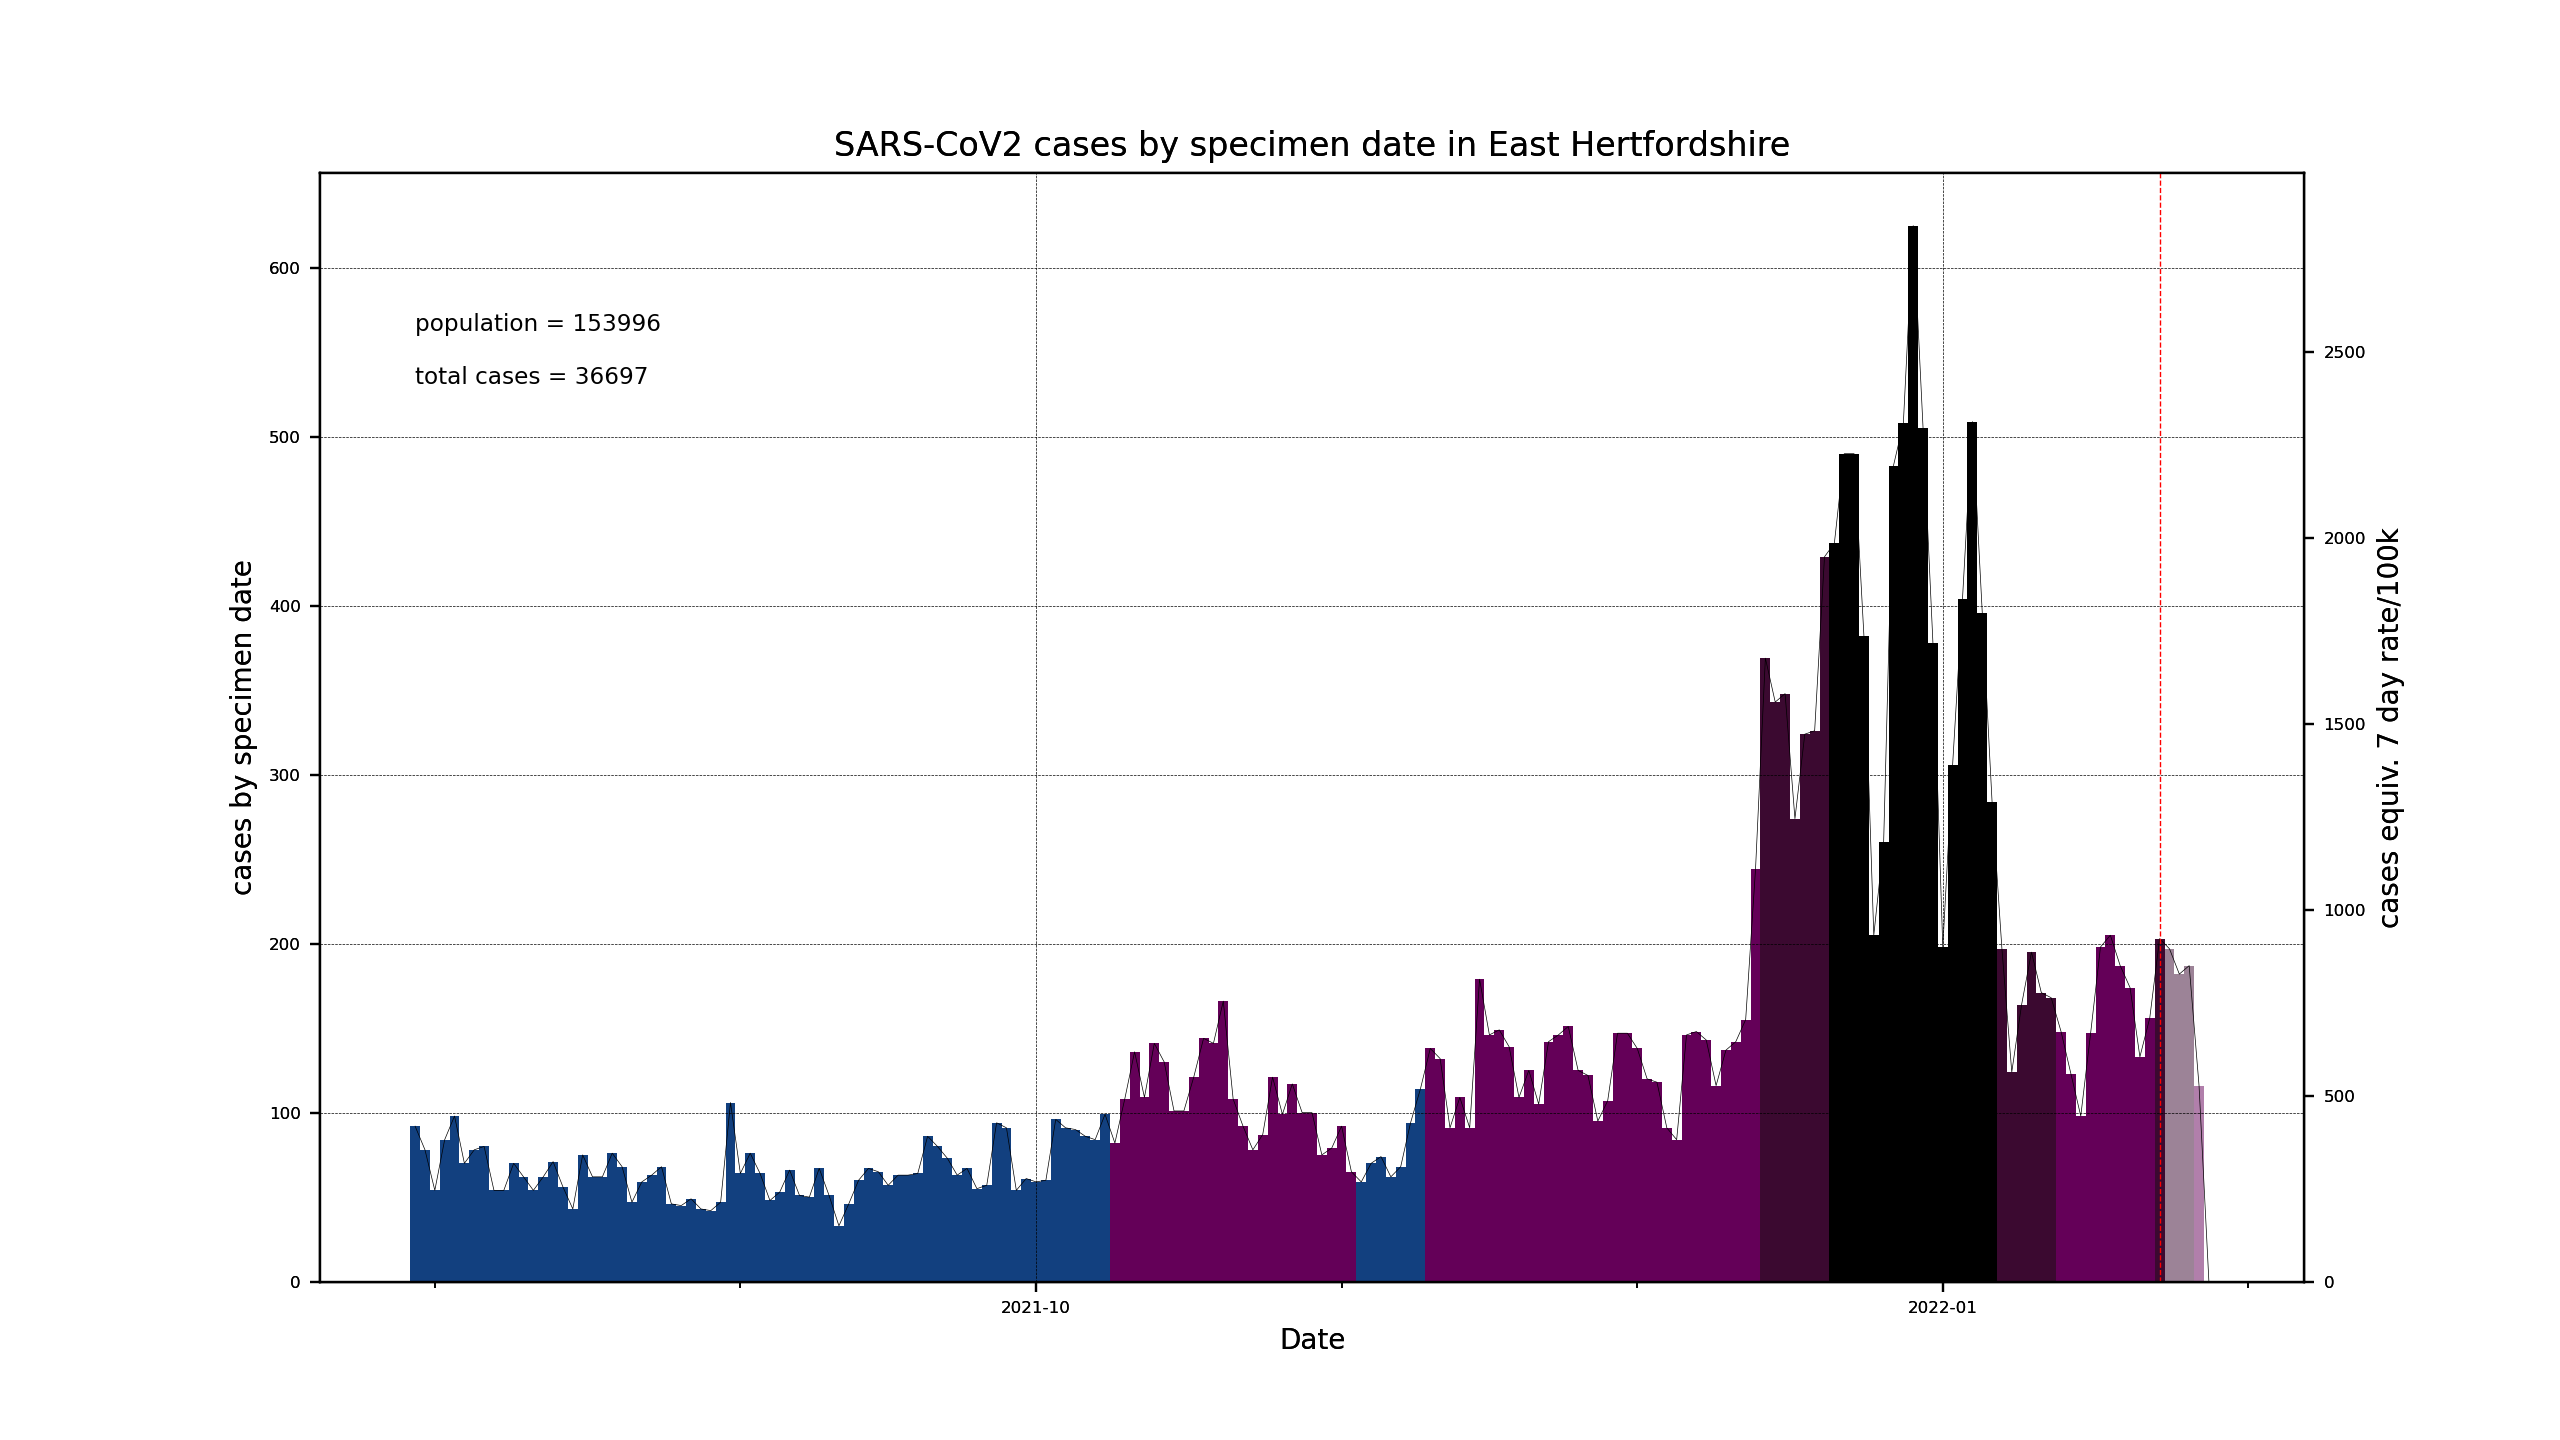 SARS-CoV2 cases by specimen date in East Hertfordshire
population = 153996
total cases = 36697
cases by specimen date
600
500
400
300
200
100
0
2500
2000
1500
1000
500
0
cases equiv. 7 day rate/100k
2021-10
2022-01
Date